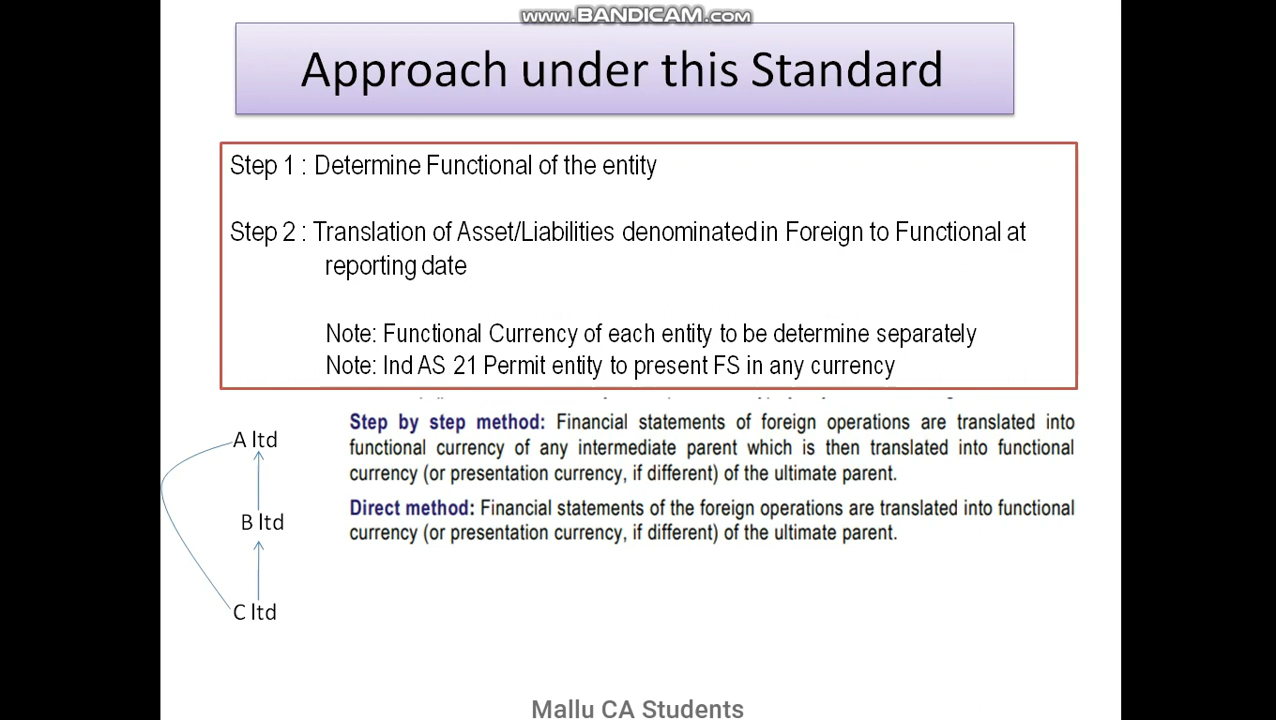 www.BANDICAM.com
Approach under this Standard
Step 1 : Determine Functional of the entity
Step 2 : Translation of Asset/Liabilities denominated in Foreign to Functional at
reporting date
Note: Functional Currency of each entity to be determine separately
Note: Ind AS 21 Permit entity to present FS in any currency
Step by step method: Financial statements of foreign operations are translated into
functional currency of any intermediate parent which is then translated into functional
currency (or presentation currency, if different) of the ultimate parent.
Direct method: Financial statements of the foreign operations are translated into functional
currency (or presentation currency, if different) of the ultimate parent.
A ltd
B ltd
C ltd
Mallu CA Students